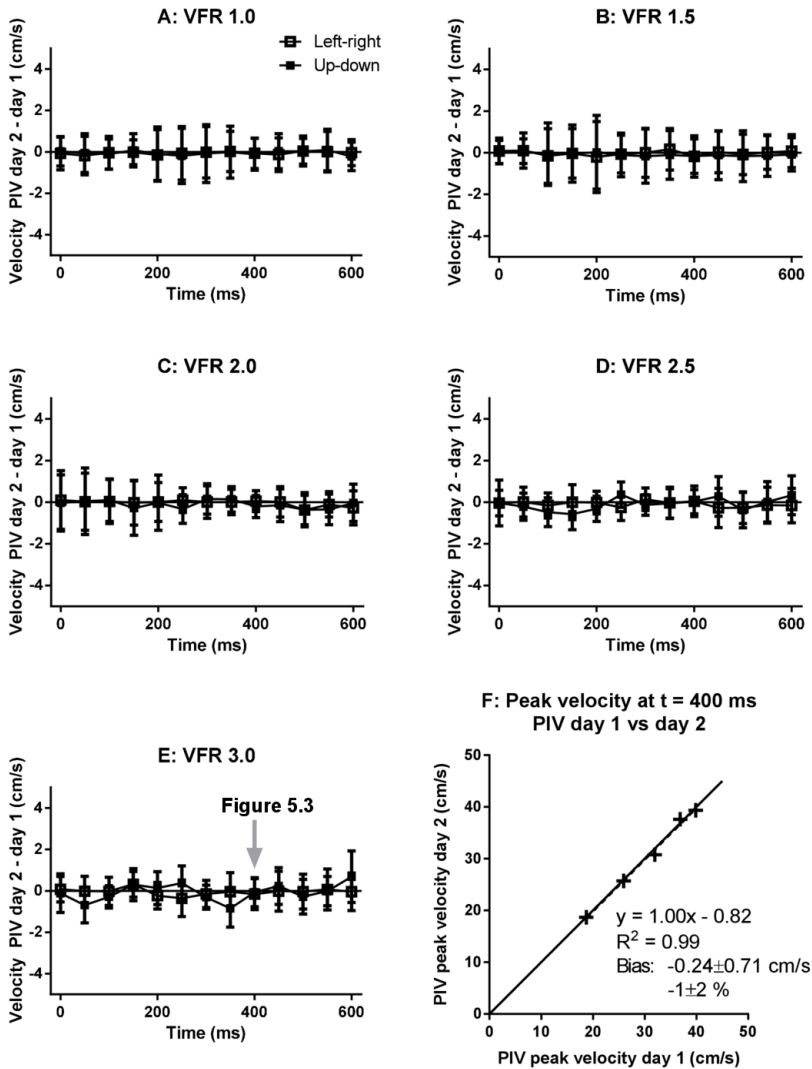 A: VFR 1.0
Left-right
Up-down
Velocity PIV day 2 - day 1 (cm/s)
4
2
0
-2
-4
0 200 400 600
Time (ms)
B: VFR 1.5
Velocity PIV day 2 - day 1 (cm/s)
4
2
0
-2
-4
0 200 400 600
Time (ms)
C: VFR 2.0
Velocity PIV day 2 - day 1 (cm/s)
4
2
0
-2
-4
0 200 400 600
Time (ms)
D: VFR 2.5
Velocity PIV day 2 - day 1 (cm/s)
4
2
0
-2
-4
0 200 400 600
Time (ms)
E: VFR 3.0
Figure 5.3
Velocity PIV day 2 - day 1 (cm/s)
4
2
0
-2
-4
0 200 400 600
Time (ms)
F: Peak velocity at t = 400 ms
PIV day 1 vs day 2
PIV peak velocity day 2 (cm/s)
50
40
30
20
10
0
y = 1.00x - 0.82
R² = 0.99
Bias: -0.24±0.71 cm/s
-1±2 %
0 10 20 30 40 50
PIV peak velocity day 1 (cm/s)